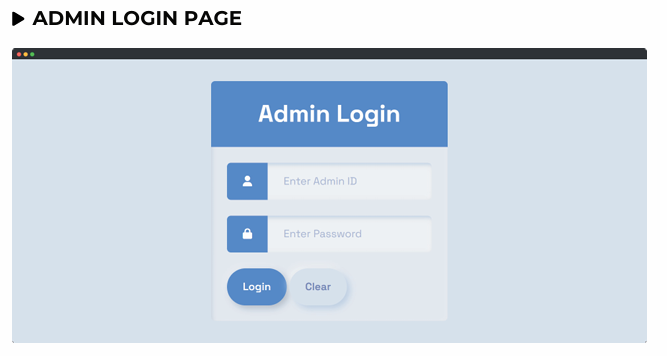 ADMIN LOGIN PAGE
Admin Login
Enter Admin ID
Enter Password
Login Clear